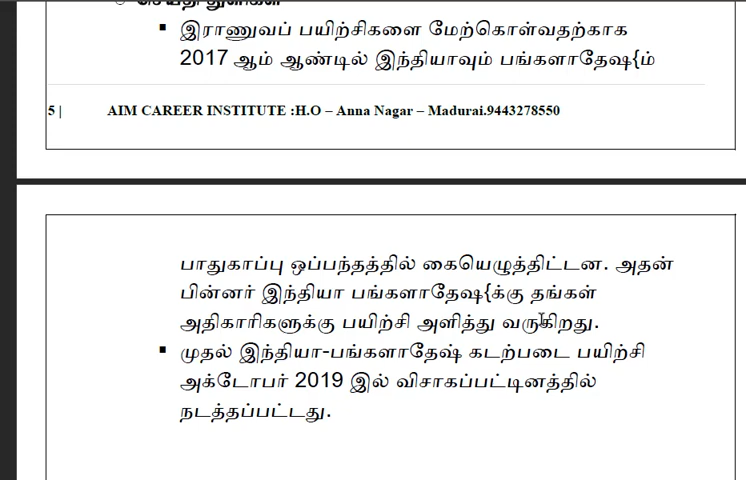 செய்தி துளிகள்
இராணுவப் பயிற்சிகளை மேற்கொள்வதற்காக
2017 ஆம் ஆண்டில் இந்தியாவும் பங்களாதேஷ{ம்
5 | AIM CAREER INSTITUTE :H.O – Anna Nagar – Madurai.9443278550
பாதுகாப்பு ஒப்பந்தத்தில் கையெழுத்திட்டன. அதன்
பின்னர் இந்தியா பங்களாதேஷ{க்கு தங்கள்
அதிகாரிகளுக்கு பயிற்சி அளித்து வருகிறது.
முதல் இந்தியா-பங்களாதேஷ் கடற்படை பயிற்சி
அக்டோபர் 2019 இல் விசாகப்பட்டினத்தில்
நடத்தப்பட்டது.